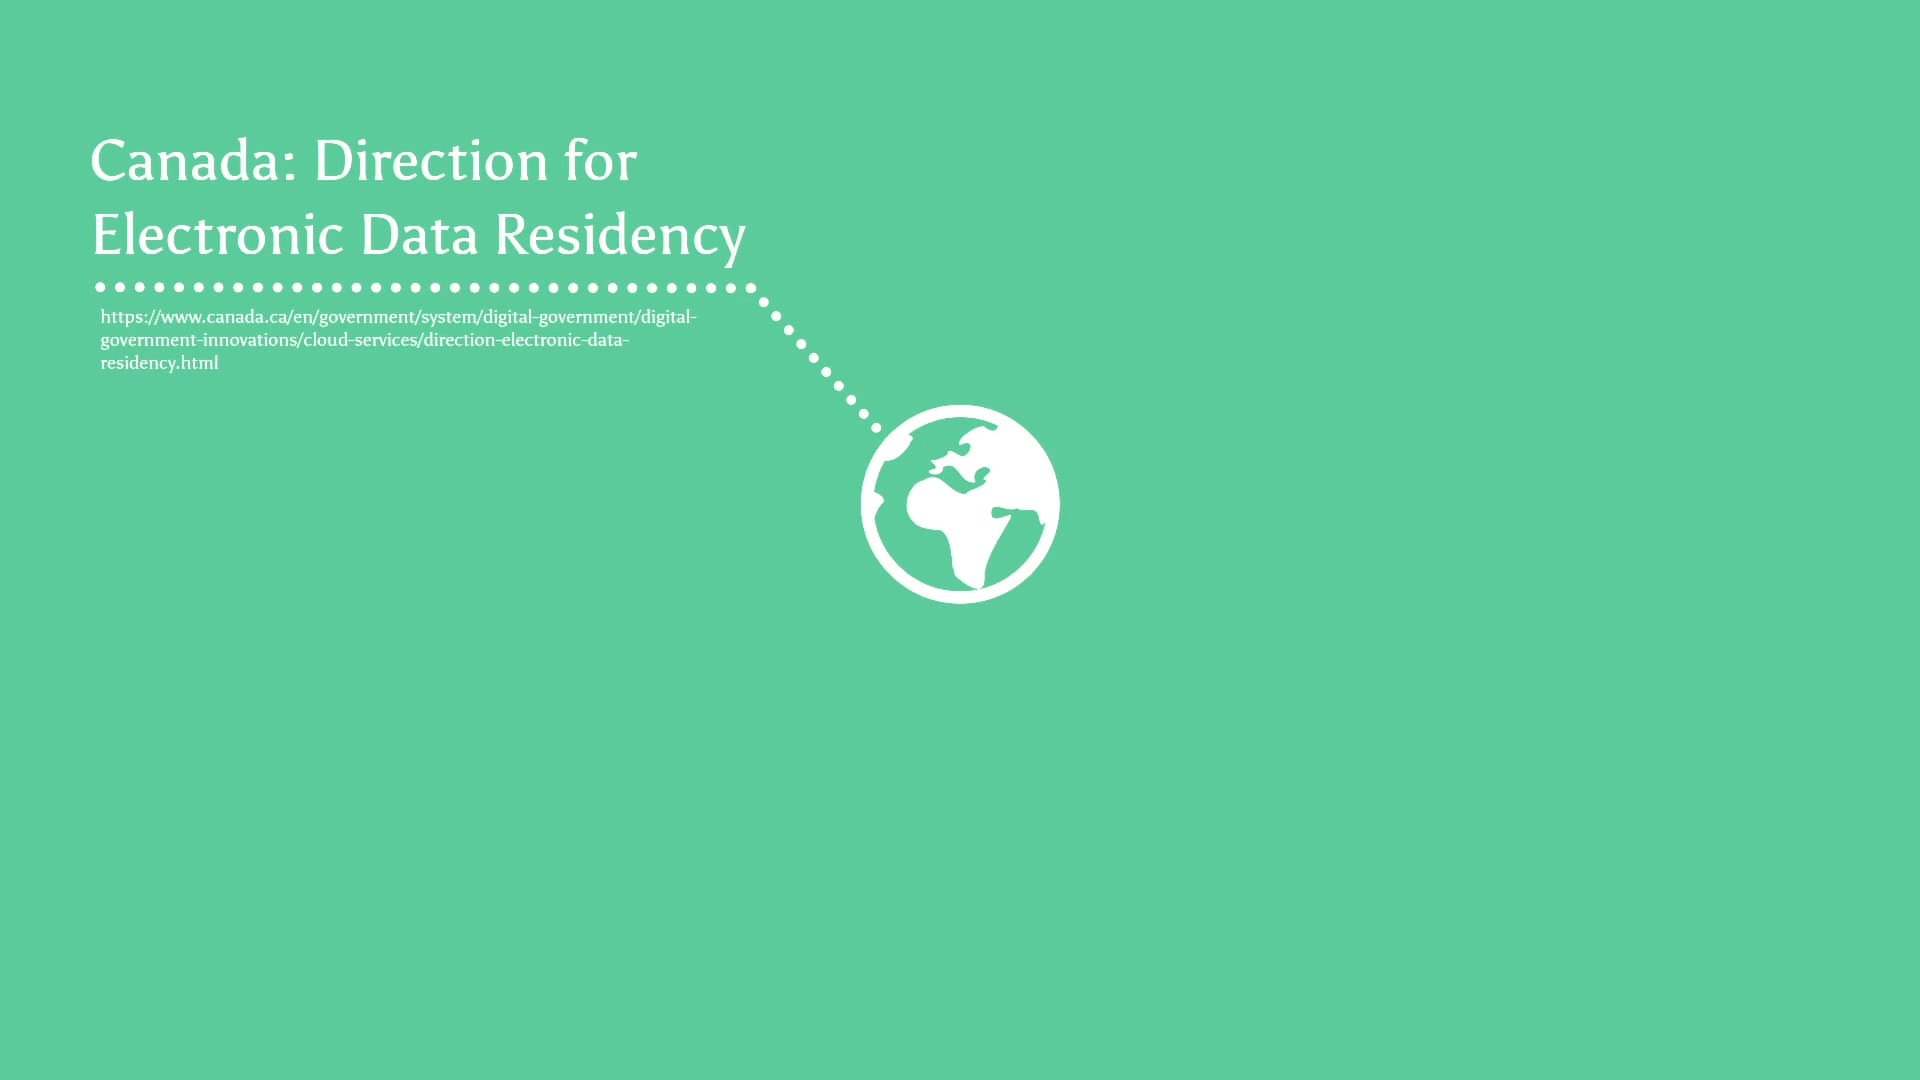 Canada: Direction for
Electronic Data Residency
https://www.canada.ca/en/government/system/digital-government/digital-
government-innovations/cloud-services/direction-electronic-data-
residency.html